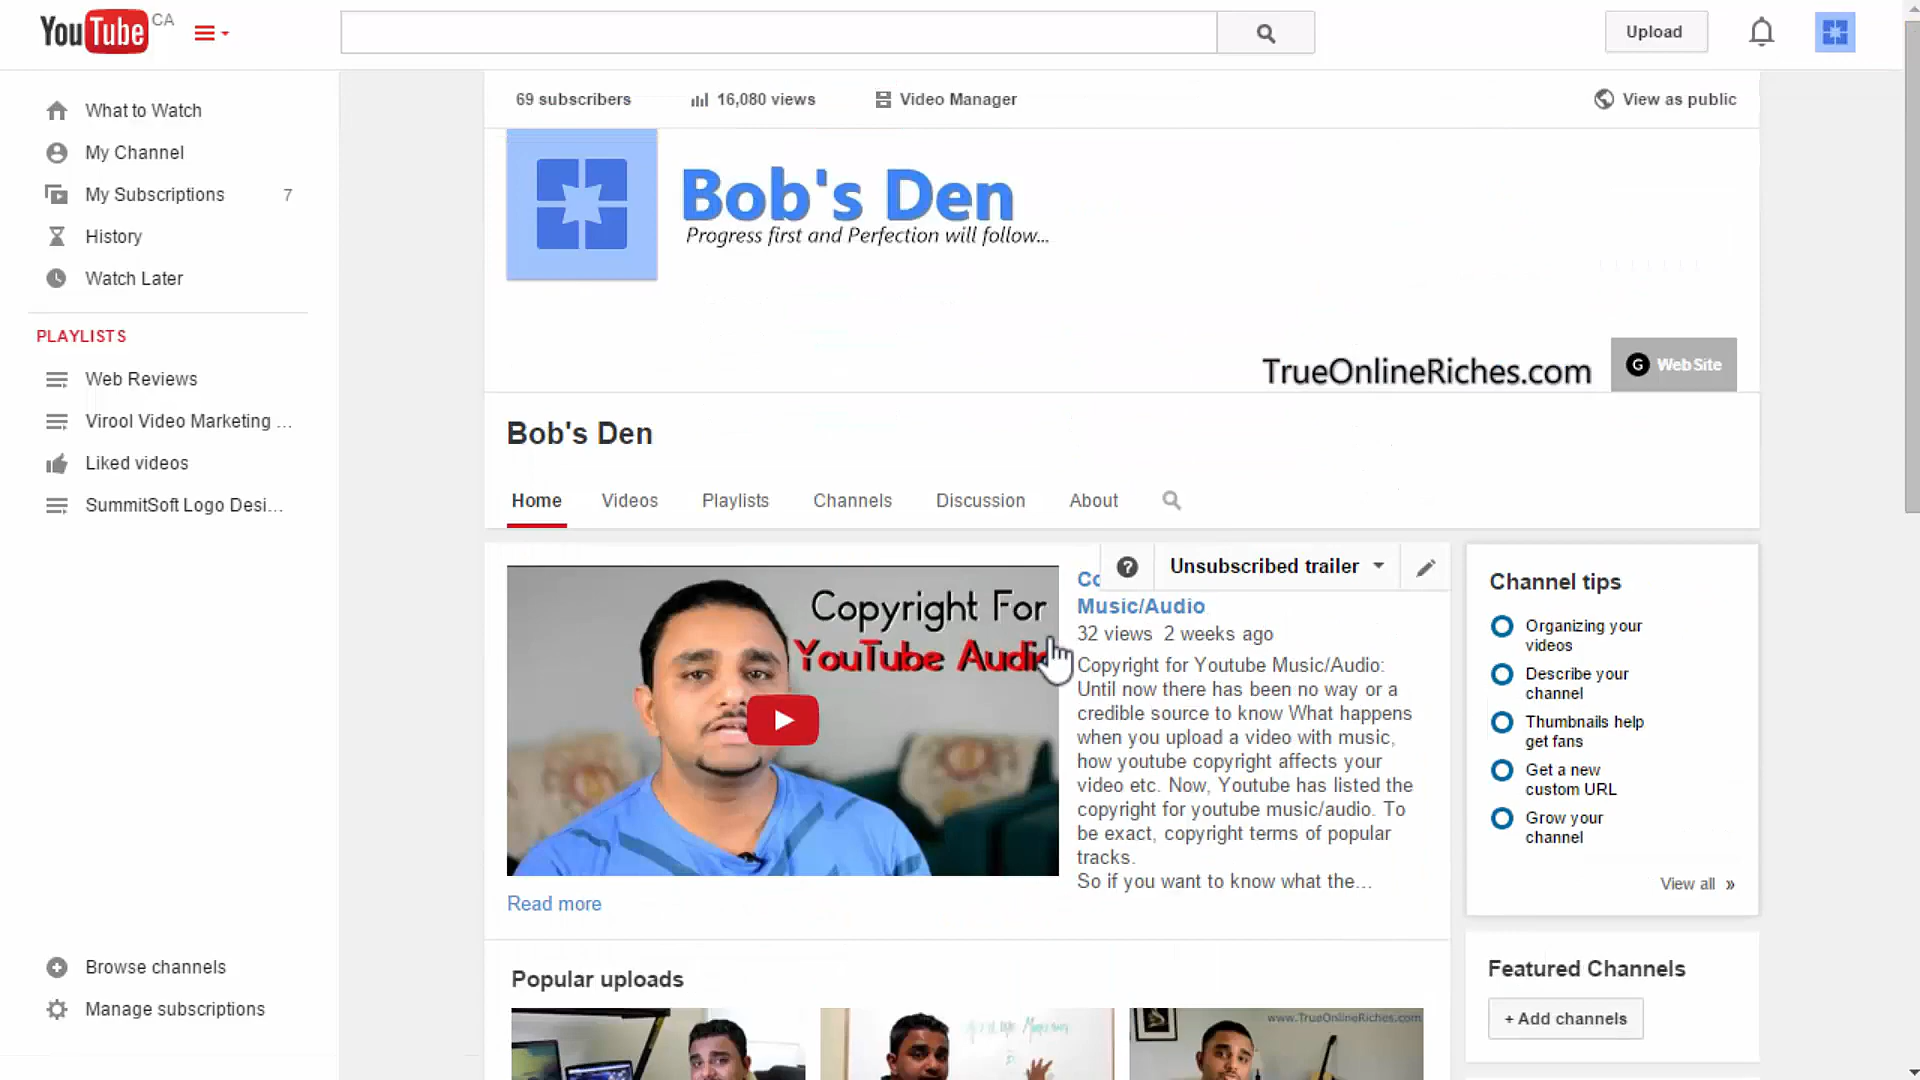 YouTube CA
Upload
What to Watch
My Channel
My Subscriptions 7
History
Watch Later
PLAYLISTS
Web Reviews
Virool Video Marketing ...
Liked videos
SummitSoft Logo Desi...
Browse channels
Manage subscriptions
69 subscribers 16,080 views Video Manager View as public
Bob's Den
Progress first and Perfection will follow...
TrueOnlineRiches.com
G WebSite
Bob's Den
Home Videos Playlists Channels Discussion About
? Unsubscribed trailer
Copyright For
YouTube Audio
Music/Audio
32 views 2 weeks ago
Copyright for Youtube Music/Audio:
Until now there has been no way or a
credible source to know What happens
when you upload a video with music,
how youtube copyright affects your
video etc. Now, Youtube has listed the
copyright for youtube music/audio. To
be exact, copyright terms of popular
tracks.
So if you want to know what the...
Read more
Popular uploads
www.TrueOnlineRiches.com
Channel tips
Organizing your
videos
Describe your
channel
Thumbnails help
get fans
Get a new
custom URL
Grow your
channel
View all »
Featured Channels
+ Add channels